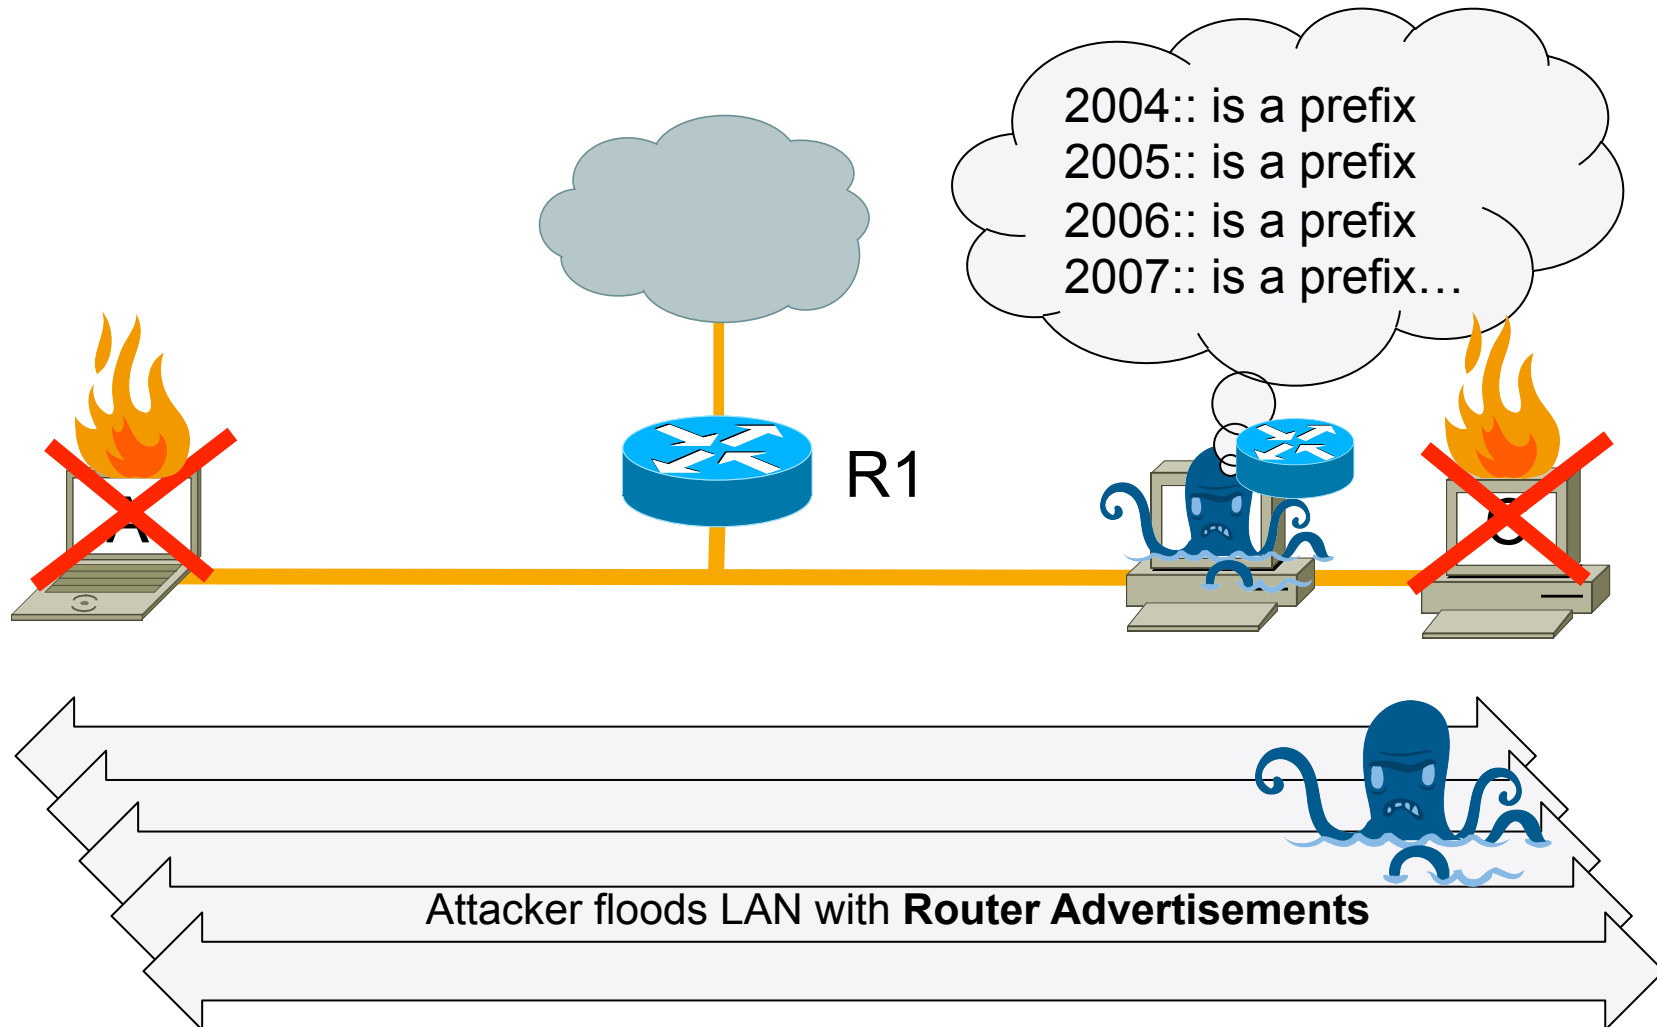 2004:: is a prefix
2005:: is a prefix
2006:: is a prefix
2007:: is a prefix…
R1
A
C
Attacker floods LAN with Router Advertisements